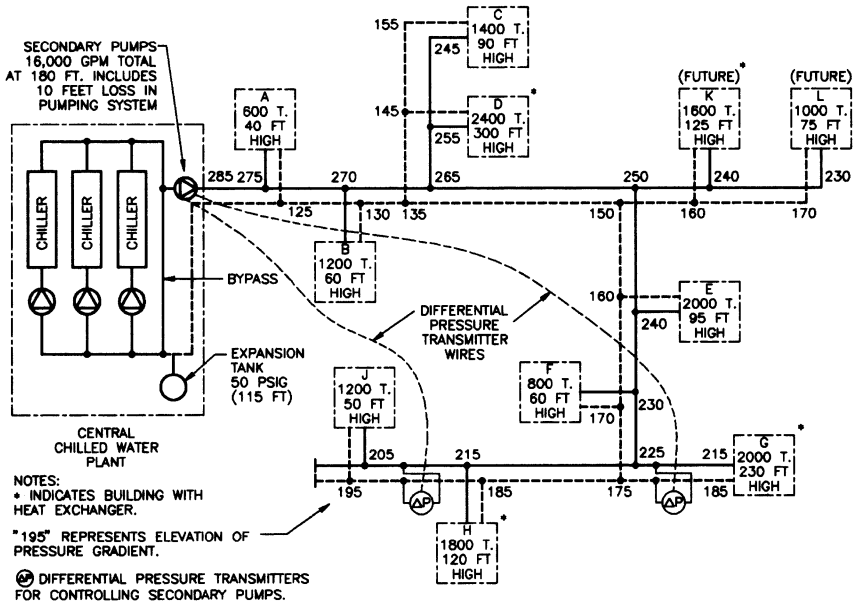 SECONDARY PUMPS
16,000 GPM TOTAL
AT 180 FT. INCLUDES
10 FEET LOSS IN
PUMPING SYSTEM
CHILLER
CHILLER
CHILLER
BYPASS
EXPANSION
TANK
50 PSIG
(115 FT)
CENTRAL
CHILLED WATER
PLANT
285
275
A
600 T.
40 FT
HIGH
125
270
130
B
1200 T.
60 FT
HIGH
155
245
C
1400 T.
90 FT
HIGH
145
255
D *
2400 T.
300 FT
HIGH
265
135
250
150
(FUTURE) *
K
1600 T.
125 FT
HIGH
240
160
(FUTURE)
L
1000 T.
75 FT
HIGH
230
170
160
240
E
2000 T.
95 FT
HIGH
DIFFERENTIAL
PRESSURE
TRANSMITTER
WIRES
F
800 T.
60 FT
HIGH
230
170
J
1200 T.
50 FT
HIGH
205
195
215
185
H *
1800 T.
120 FT
HIGH
225
175
ΔP
ΔP
215
185
G *
2000 T.
230 FT
HIGH
NOTES:
* INDICATES BUILDING WITH
HEAT EXCHANGER.
"195" REPRESENTS ELEVATION OF
PRESSURE GRADIENT.
ΔP DIFFERENTIAL PRESSURE TRANSMITTERS
FOR CONTROLLING SECONDARY PUMPS.